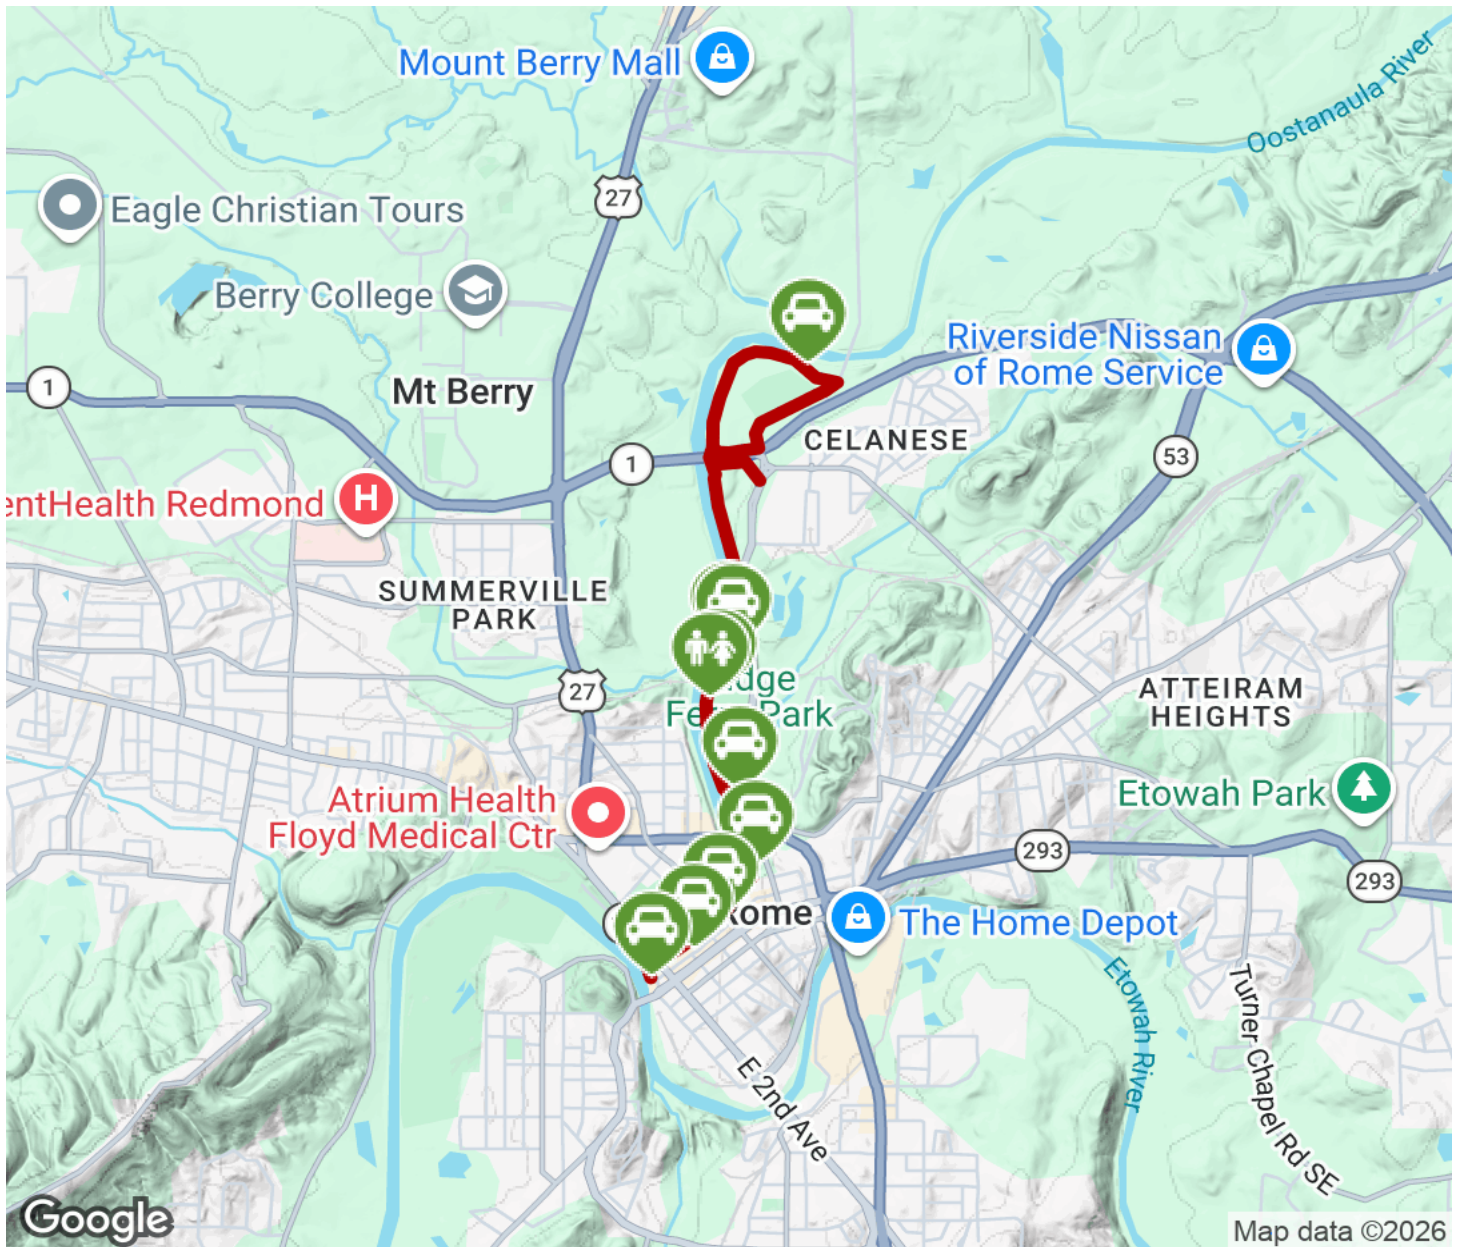 Mount Berry Mall
Oostanaula River
27
Eagle Christian Tours
Berry College
Riverside Nissan
of Rome Service
1
Mt Berry
CELANESE
1
53
H
entHealth Redmond
SUMMERVILLE
PARK
27
ATTEIRAM
HEIGHTS
Park
Etowah Park
Atrium Health
Floyd Medical Ctr
293
293
Rome
The Home Depot
Etowah River
Turner Chapel Rd SE
E 2nd Ave
Google
Map data ©2026